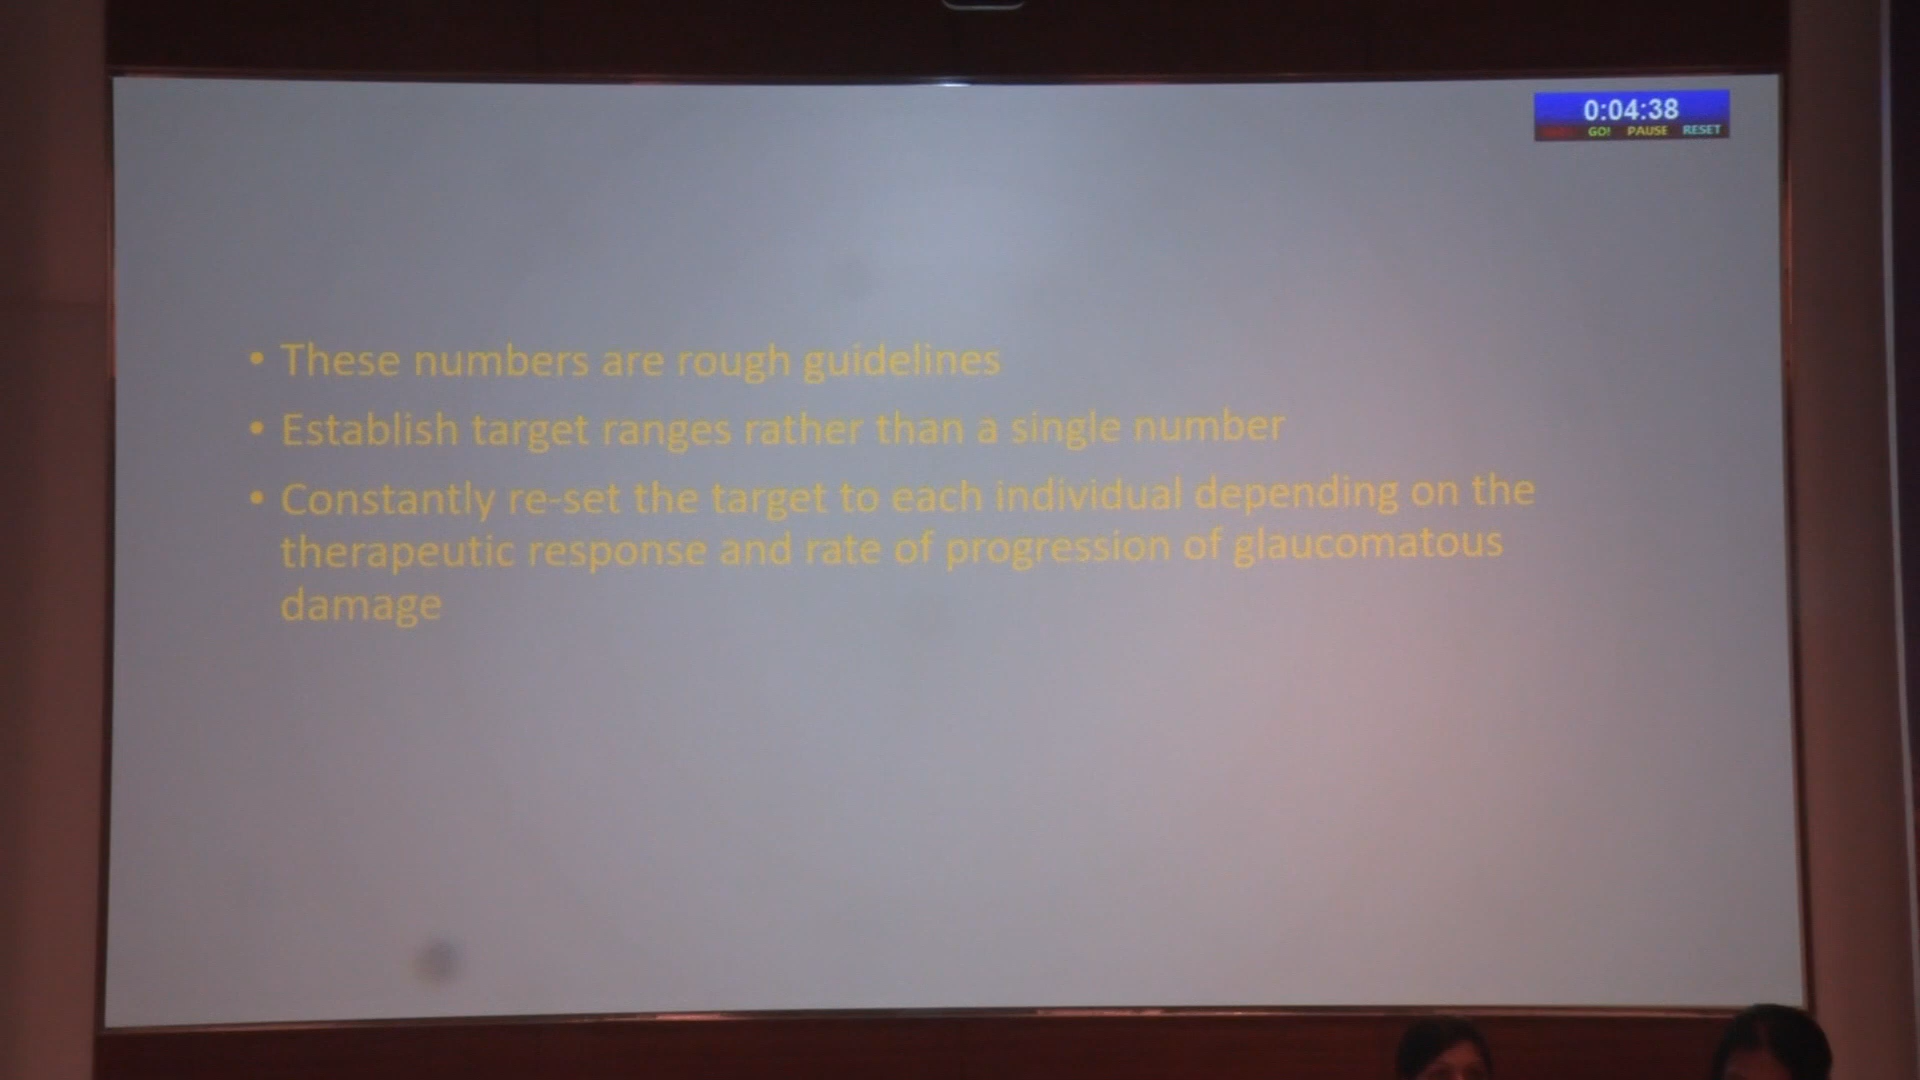 0:04:38
GO! PAUSE RESET
• These numbers are rough guidelines
• Establish target ranges rather than a single number
• Constantly re-set the target to each individual depending on the
therapeutic response and rate of progression of glaucomatous
damage